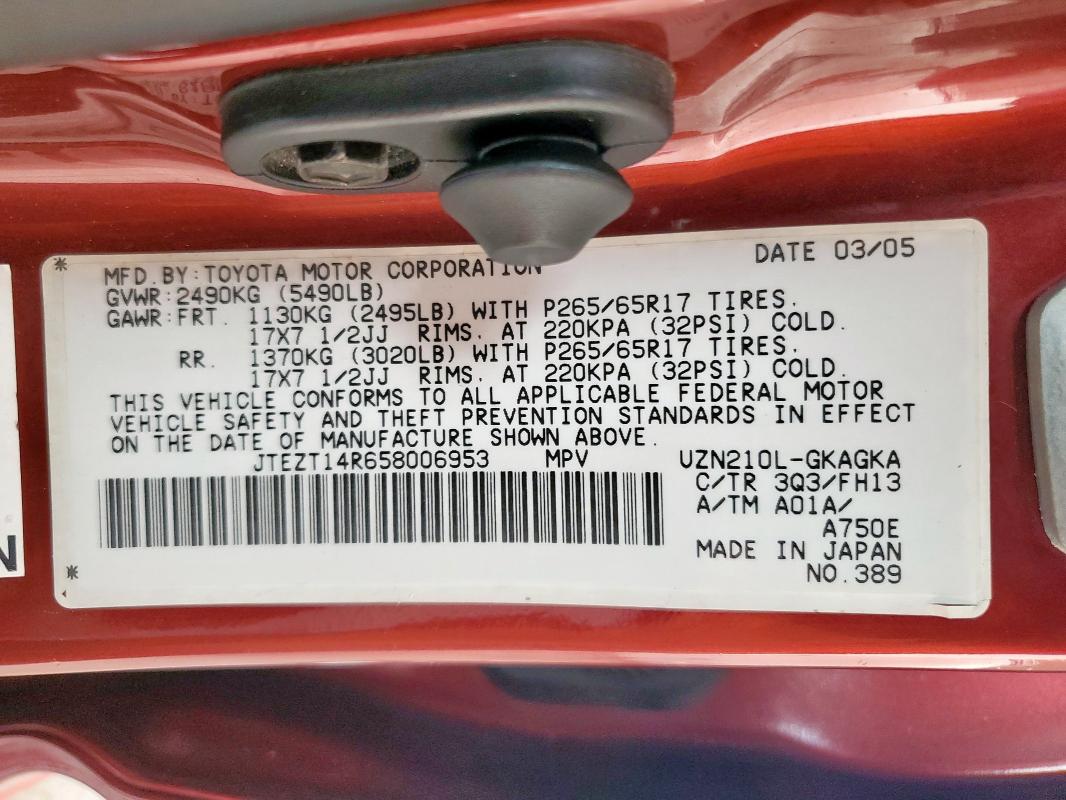 DATE 03/05
MFD. BY: TOYOTA MOTOR CORPORATION
GVWR: 2490KG (5490LB)
GAWR: FRT. 1130KG (2495LB) WITH P265/65R17 TIRES.
17X7 1/2JJ RIMS. AT 220KPA (32PSI) COLD.
RR. 1370KG (3020LB) WITH P265/65R17 TIRES.
17X7 1/2JJ RIMS. AT 220KPA (32PSI) COLD.
THIS VEHICLE CONFORMS TO ALL APPLICABLE FEDERAL MOTOR
VEHICLE SAFETY AND THEFT PREVENTION STANDARDS IN EFFECT
ON THE DATE OF MANUFACTURE SHOWN ABOVE.
JTEZT14R658006953 MPV UZN210L-GKAGKA
C/TR 3Q3/FH13
A/TM A01A/
A750E
MADE IN JAPAN
NO. 389
N